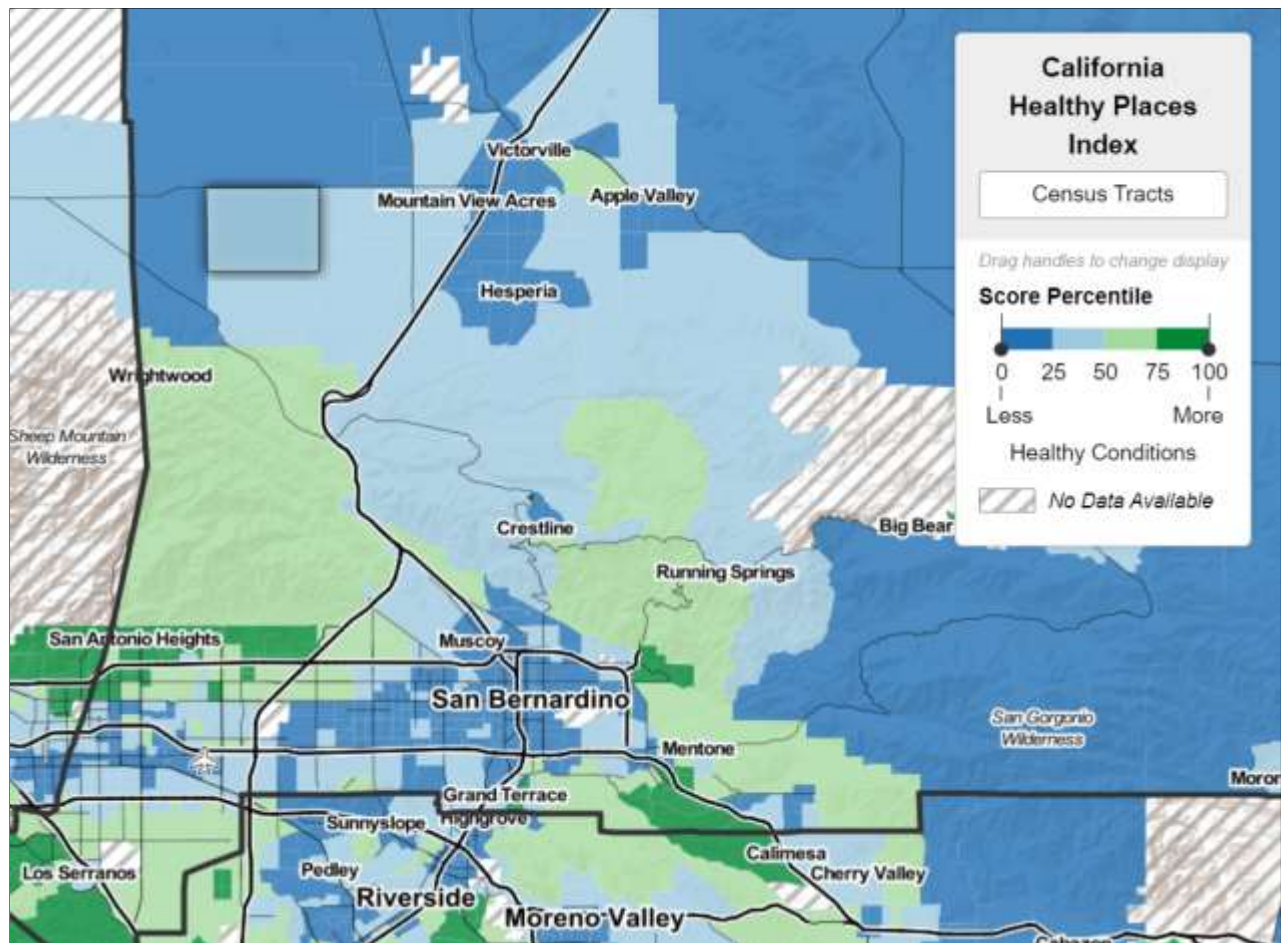 California
Healthy Places
Index
Census Tracts
Drag handles to change display
Score Percentile
0 25 50 75 100
Less More
Healthy Conditions
No Data Available
Victorville
Mountain View Acres
Apple Valley
Hesperia
Wrightwood
Sheep Mountain
Wilderness
Crestline
Big Bear
Running Springs
San Antonio Heights
Muscoy
San Bernardino
San Gorgonio
Wilderness
Mentone
Moron
Grand Terrace
Highgrove
Sunnyslope
Calimesa
Los Serranos
Pedley
Cherry Valley
Riverside
Moreno Valley
Cabazon